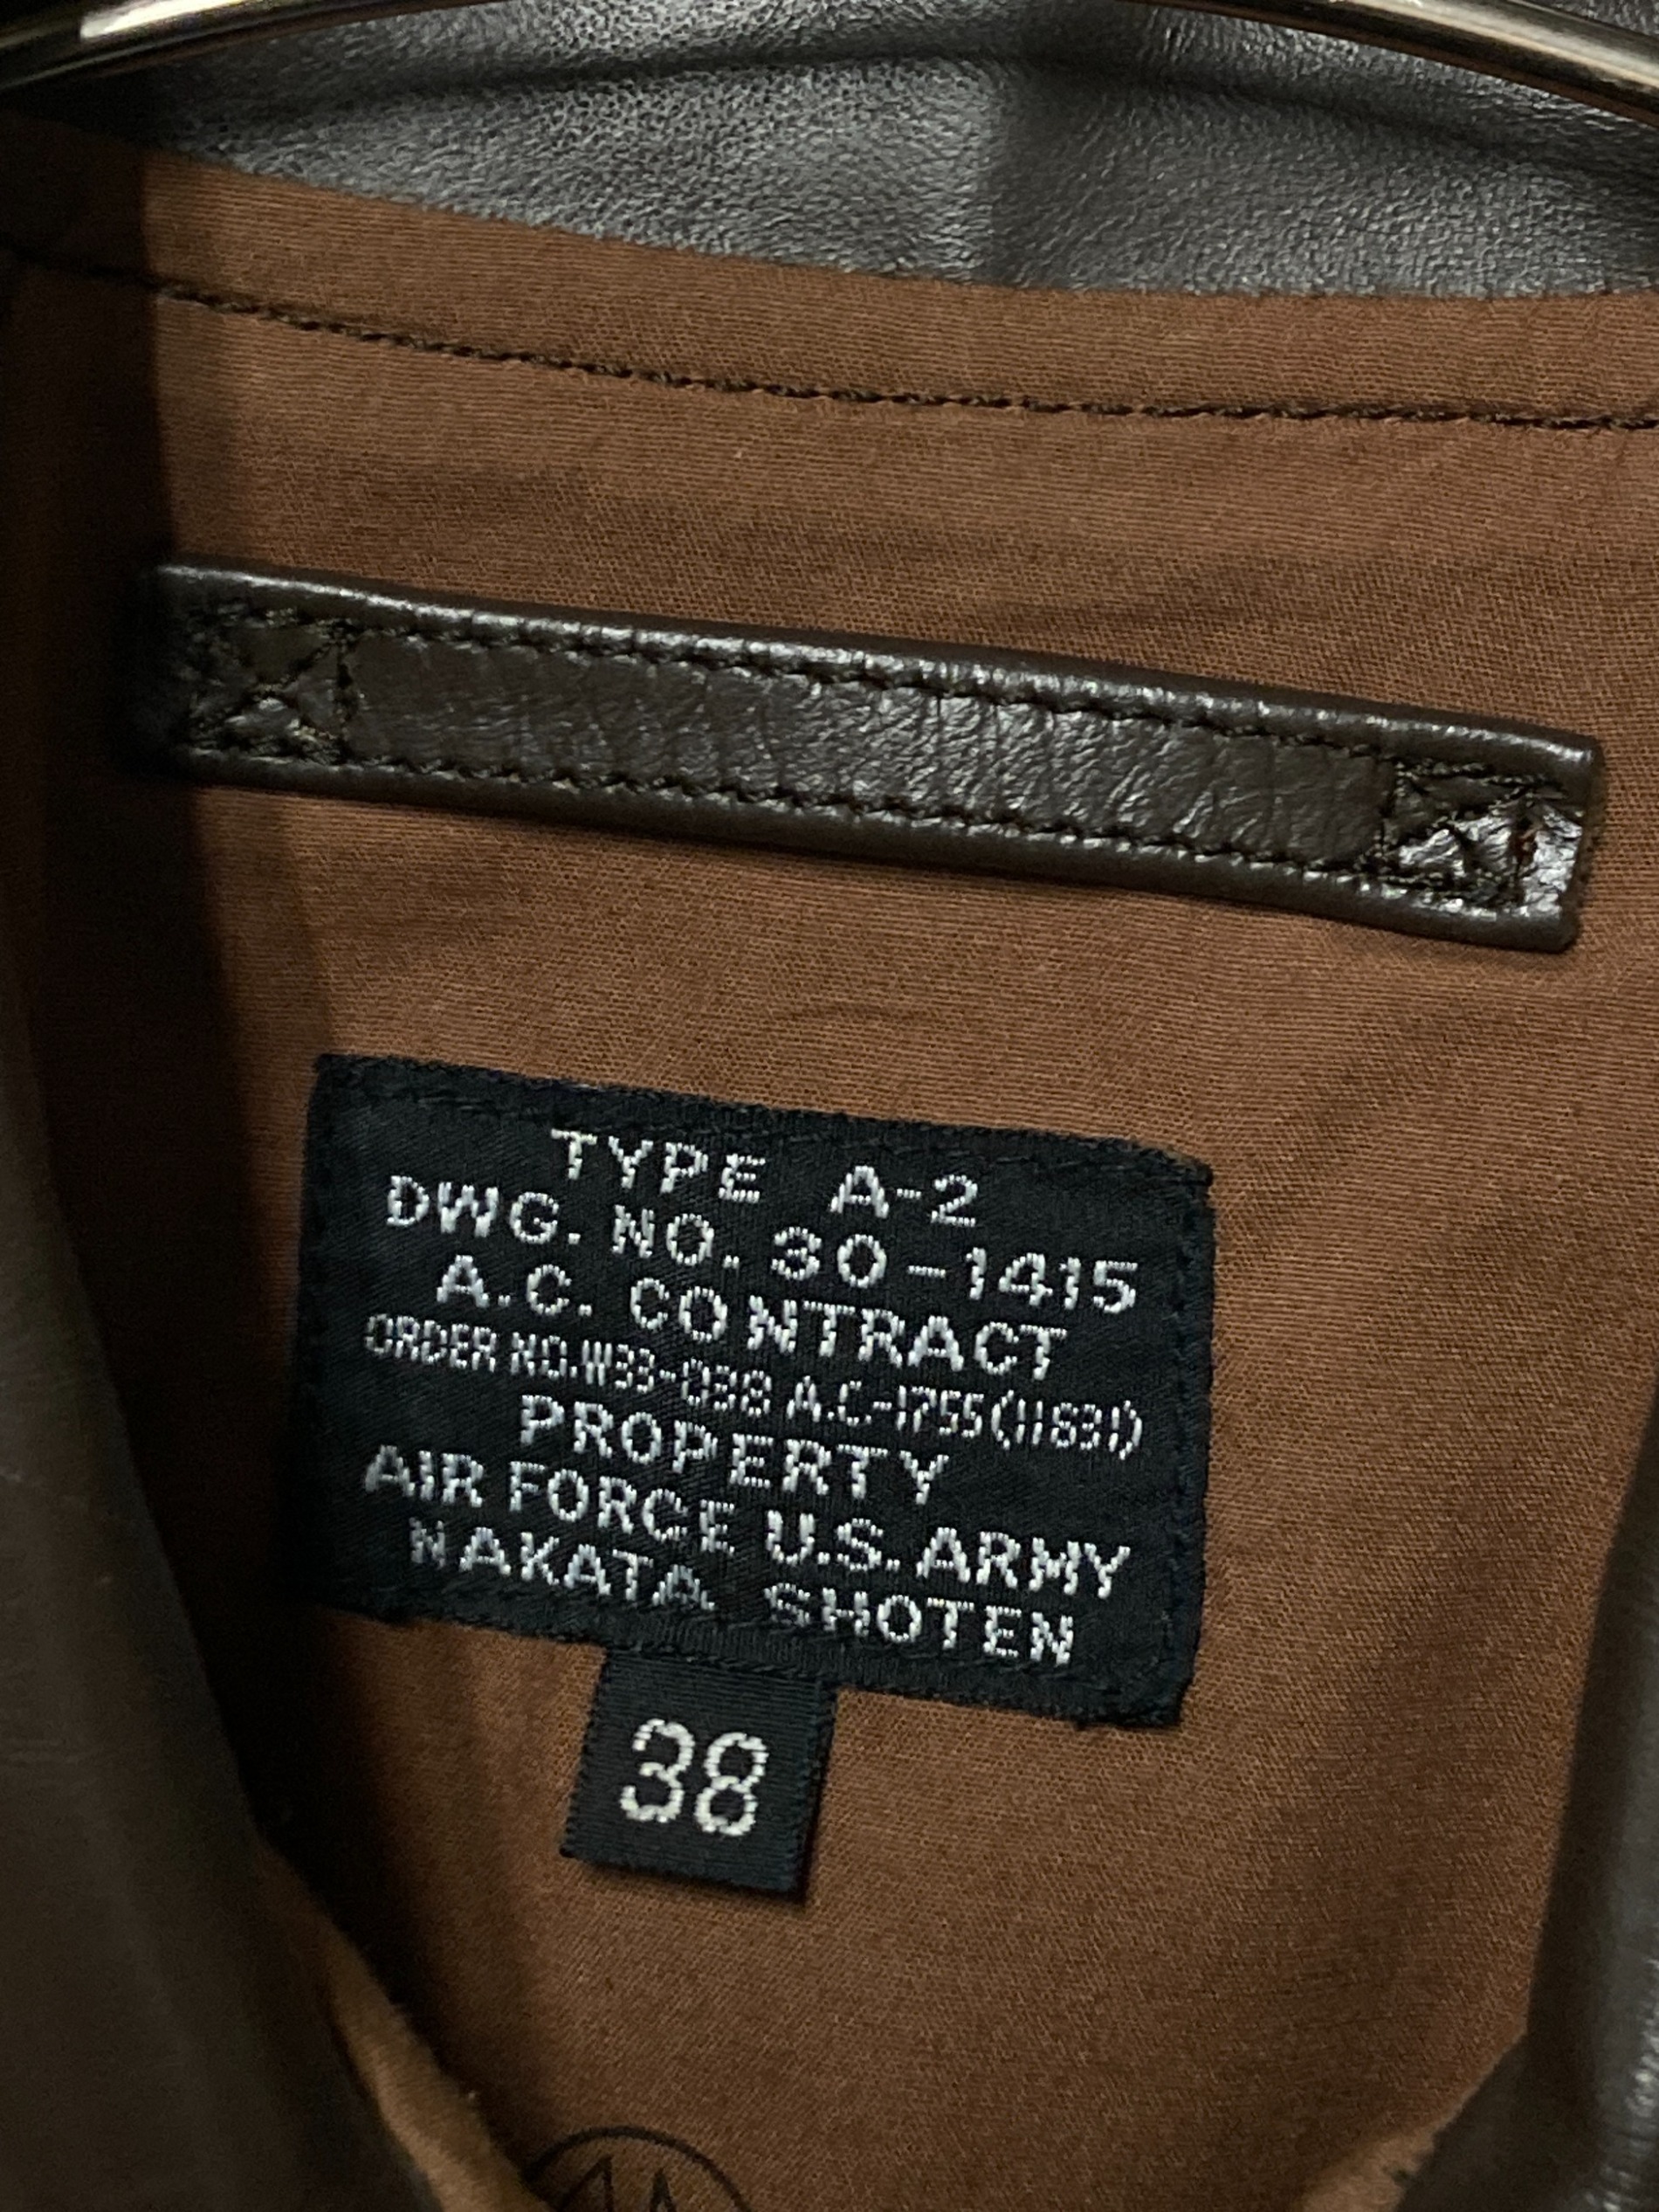 TYPE A-2
DWG. NO. 30-1415
A.C. CONTRACT
ORDER NO. W33-038 A.C-1755(11631)
PROPERTY
AIR FORCE U.S. ARMY
NAKATA SHOTEN
38